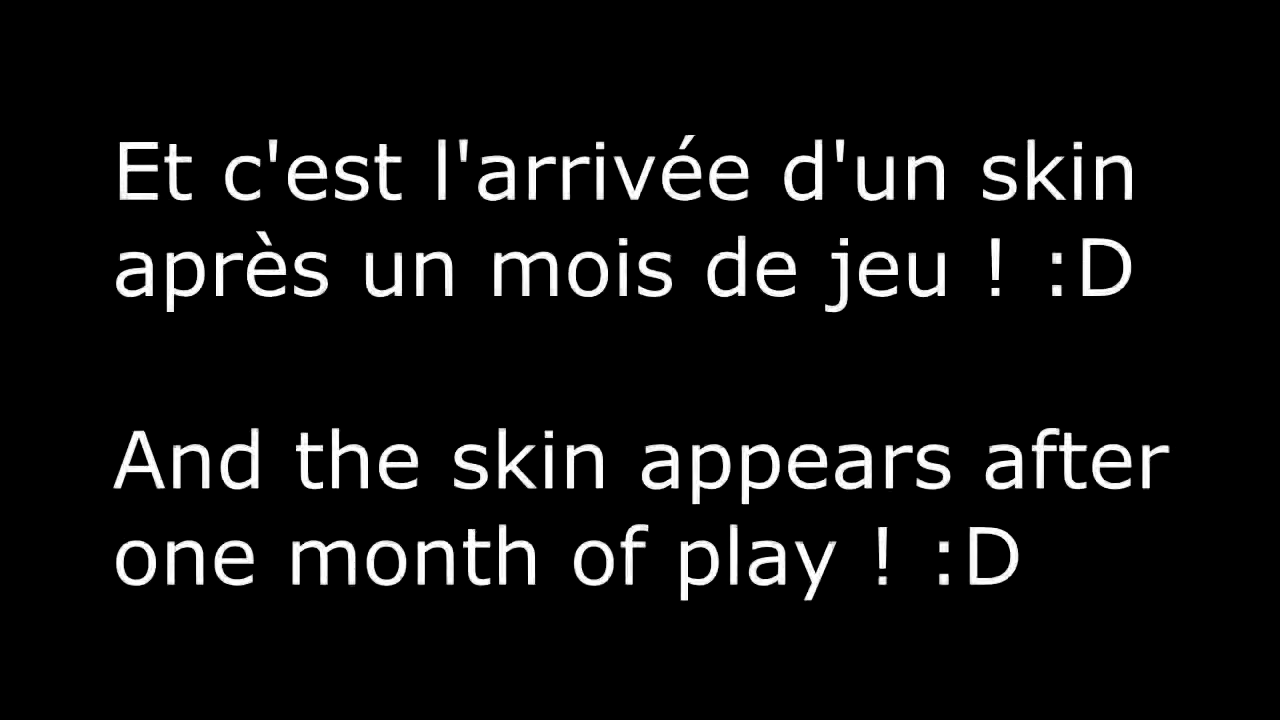 Et c'est l'arrivée d'un skin
après un mois de jeu ! :D
And the skin appears after
one month of play ! :D